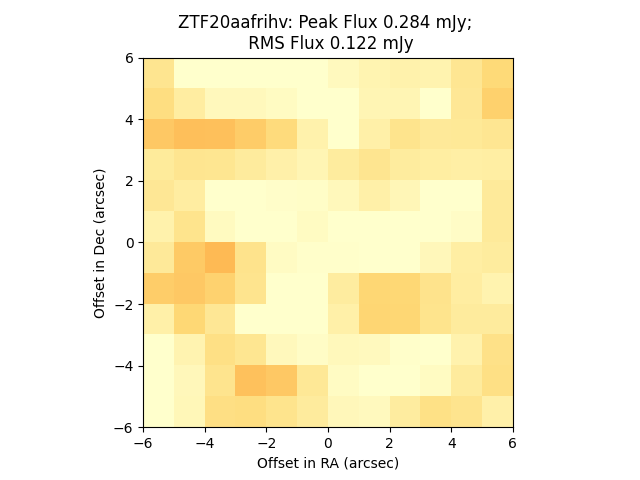 ZTF20aafrihv: Peak Flux 0.284 mJy;
RMS Flux 0.122 mJy
6
4
2
0
−2
−4
−6
Offset in Dec (arcsec)
−6 −4 −2 0 2 4 6
Offset in RA (arcsec)